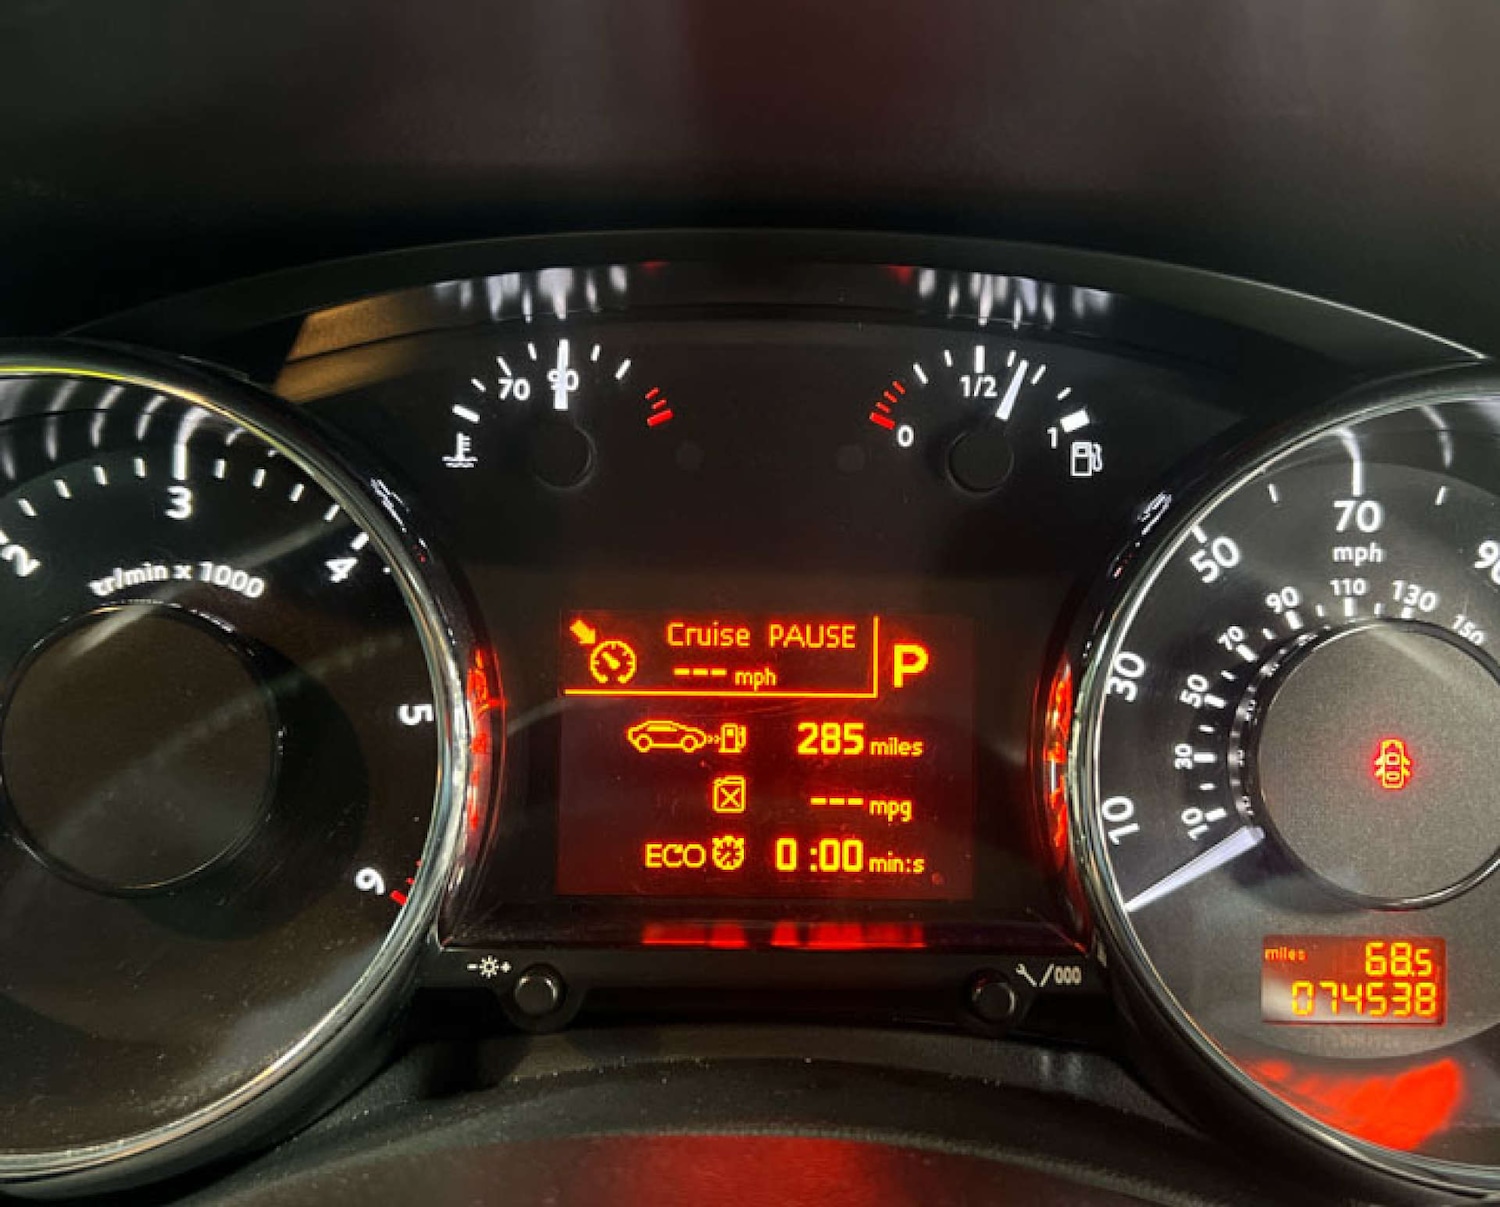 70 90
0 1/2 1
2 3 4 5 6
tr/min x 1000
Cruise PAUSE
--- mph
P
285 miles
--- mpg
ECO 0:00 min:s
10 30 50 70 90
mph
10 30 50 70 90 110 130 150
miles 68.5
074538
/000